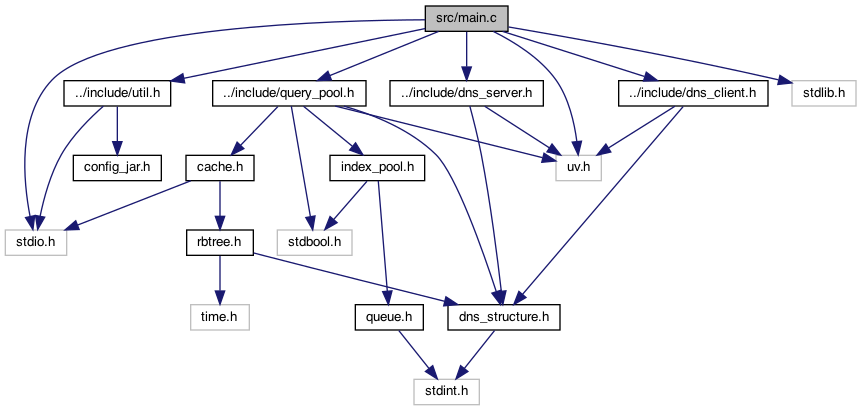 src/main.c
../include/util.h
../include/query_pool.h
../include/dns_server.h
../include/dns_client.h
stdlib.h
config_jar.h
cache.h
index_pool.h
uv.h
stdio.h
rbtree.h
stdbool.h
time.h
queue.h
dns_structure.h
stdint.h